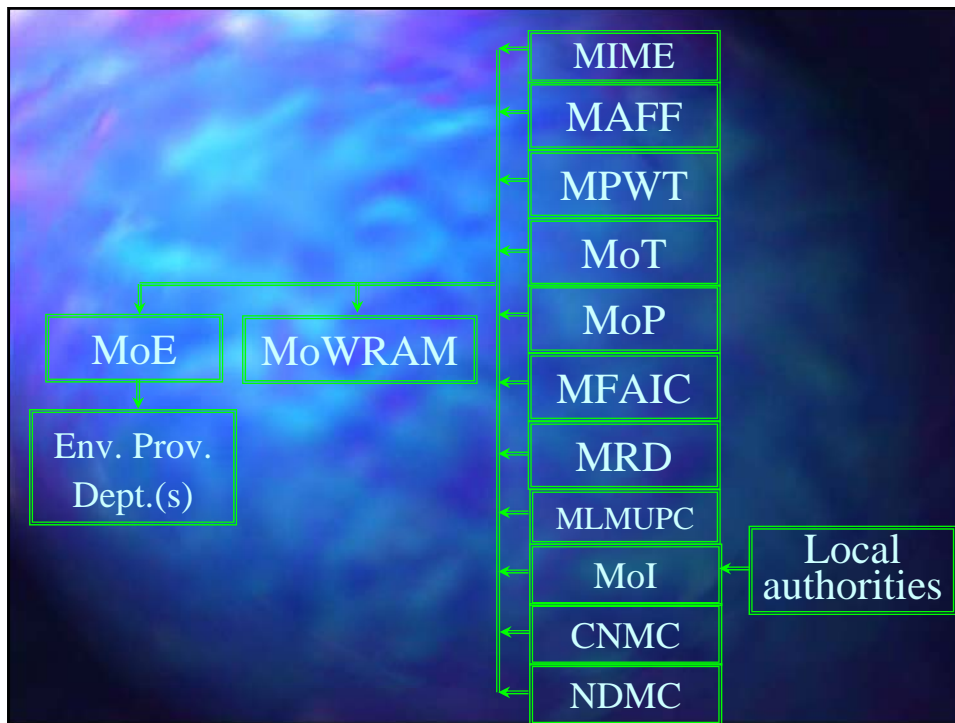 MIME
MAFF
MPWT
MoT
MoP
MFAIC
MRD
MLMUPC
MoI
CNMC
NDMC
MoE
MoWRAM
Env. Prov.
Dept.(s)
Local
authorities